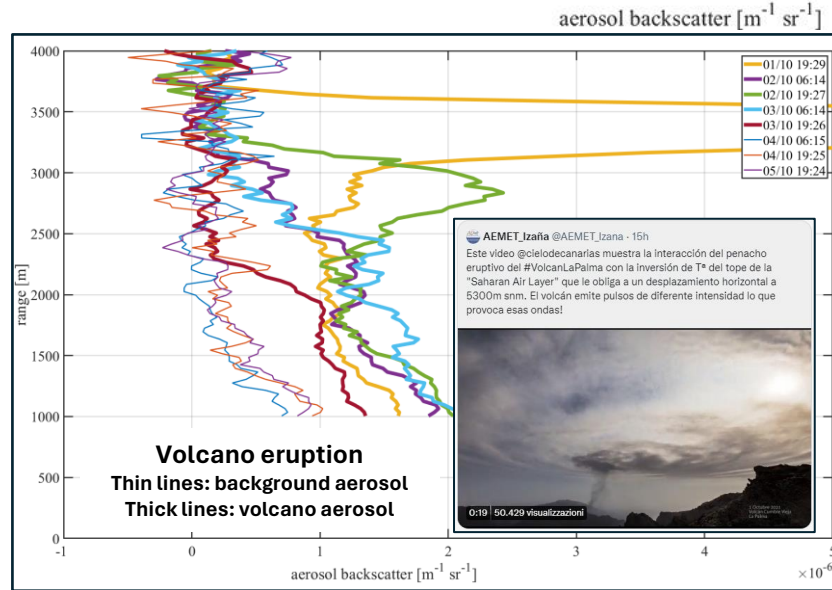 aerosol backscatter [m⁻¹ sr⁻¹]
4000
3500
3000
2500
2000
1500
1000
500
0
range [m]
01/10 19:29
02/10 06:14
02/10 19:27
03/10 06:14
03/10 19:26
04/10 06:15
04/10 19:25
05/10 19:24
AEMET_Izaña @AEMET_Izana · 15h
Este video @cielodecanarias muestra la interacción del penacho
eruptivo del #VolcanLaPalma con la inversión de Tª del tope de la
"Saharan Air Layer" que le obliga a un desplazamiento horizontal a
5300m snm. El volcán emite pulsos de diferente intensidad lo que
provoca esas ondas!
0:19 50.429 visualizzazioni
La Palma
Volcano eruption
Thin lines: background aerosol
Thick lines: volcano aerosol
-1 0 1 2 3 4 5
aerosol backscatter [m⁻¹ sr⁻¹]
×10⁻⁶